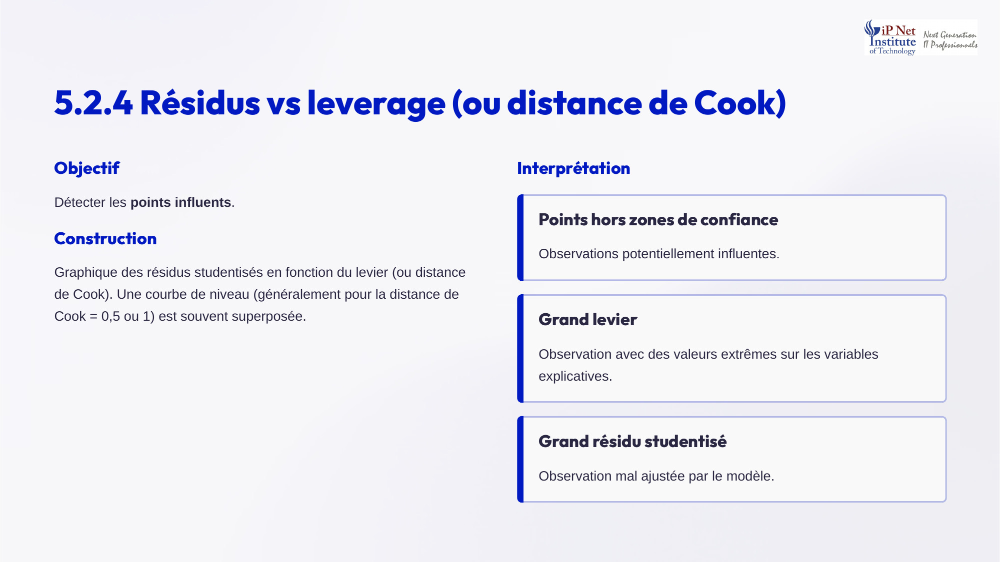 iP Net
Institute
of Technology
Next Generation
IT Professionnels
5.2.4 Résidus vs leverage (ou distance de Cook)
Objectif
Détecter les points influents.
Construction
Graphique des résidus studentisés en fonction du levier (ou distance
de Cook). Une courbe de niveau (généralement pour la distance de
Cook = 0,5 ou 1) est souvent superposée.
Interprétation
Points hors zones de confiance
Observations potentiellement influentes.
Grand levier
Observation avec des valeurs extrêmes sur les variables
explicatives.
Grand résidu studentisé
Observation mal ajustée par le modèle.